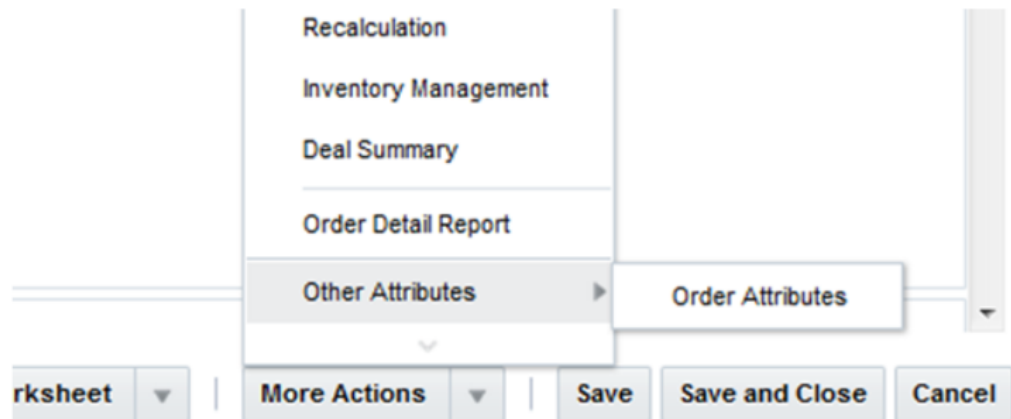 Recalculation
Inventory Management
Deal Summary
Order Detail Report
Other Attributes
Order Attributes
rksheet
More Actions
Save
Save and Close
Cancel